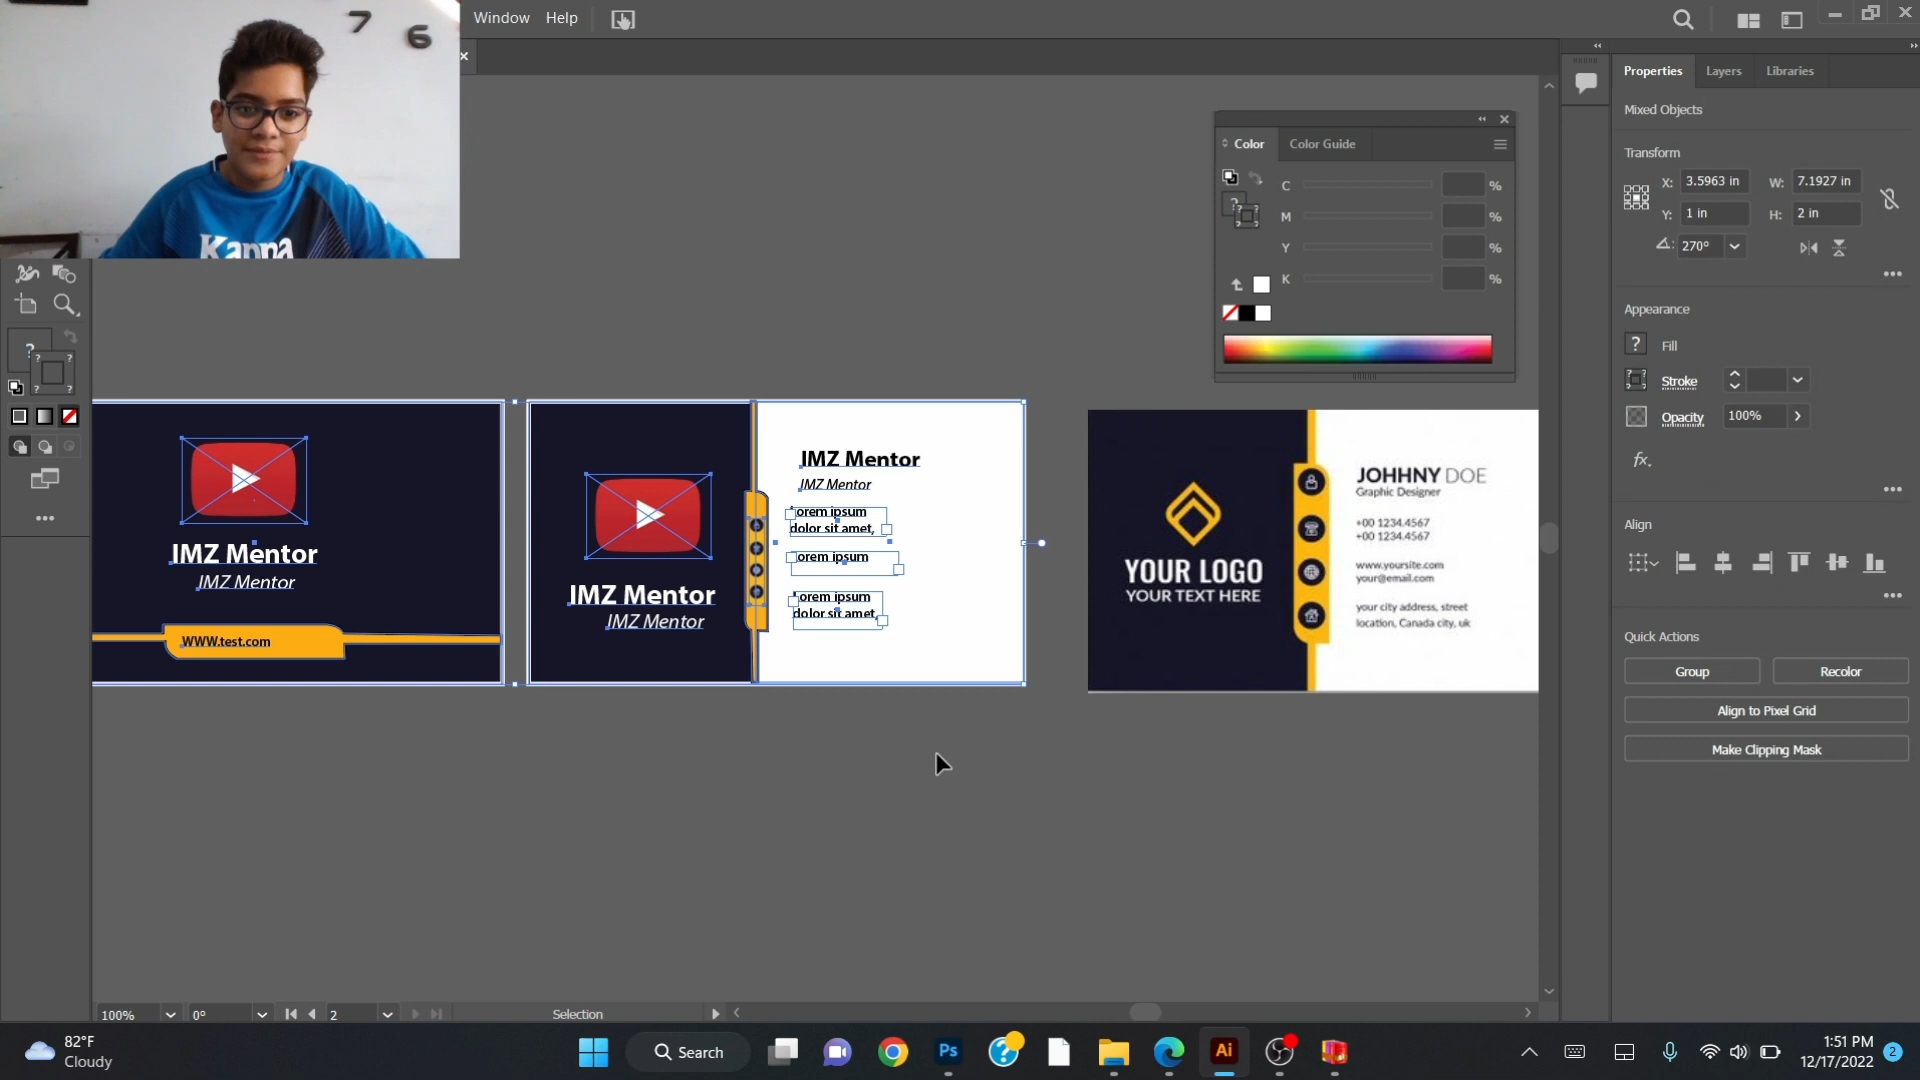 7 6
Kappa
Window Help
Properties Layers Libraries
Mixed Objects
Transform
X: 3.5963 in W: 7.1927 in
Y: 1 in H: 2 in
270°
Appearance
? Fill
Stroke
Opacity 100%
fx.
Align
Quick Actions
Group Recolor
Align to Pixel Grid
Make Clipping Mask
Color Color Guide
C %
M %
Y %
K %
?
?
IMZ Mentor
IMZ Mentor
WWW.test.com
IMZ Mentor
IMZ Mentor
IMZ Mentor
IMZ Mentor
Lorem ipsum
dolor sit amet,
Lorem ipsum
Lorem ipsum
dolor sit amet,
YOUR LOGO
YOUR TEXT HERE
JOHHNY DOE
Graphic Designer
+00 1234.4567
+00 1234.4567
www.yoursite.com
your@email.com
your city address, street
location, Canada city, uk
100% 0° 2 Selection
82°F
Cloudy
Search
Ps
?
Ai
1:51 PM
12/17/2022
2